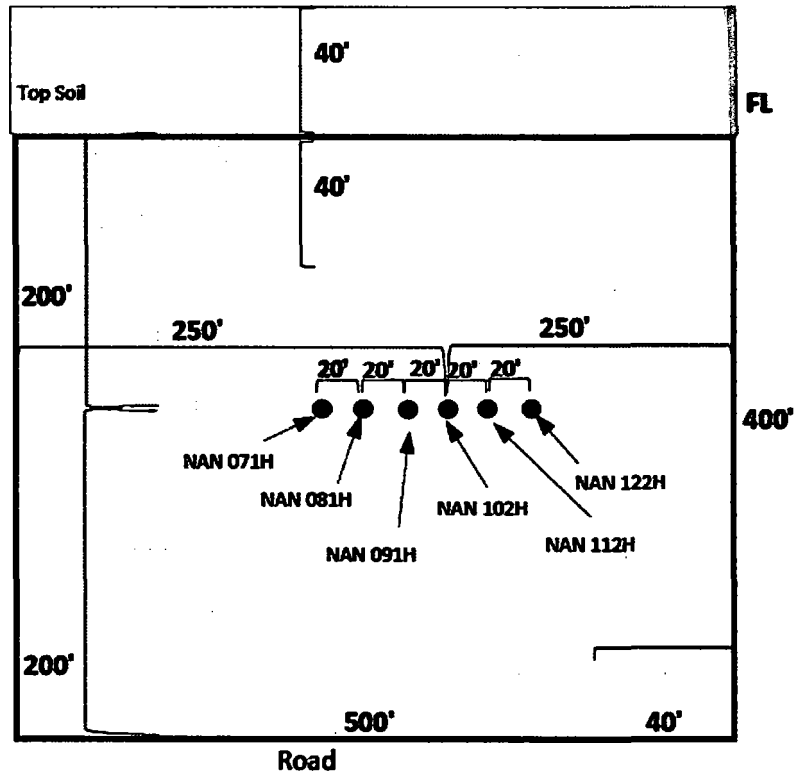 40'
Top Soil
FL
40'
200'
250' 250'
20' 20' 20' 20' 20'
400'
NAN 071H
NAN 081H
NAN 091H
NAN 102H
NAN 112H
NAN 122H
200'
500'
40'
Road